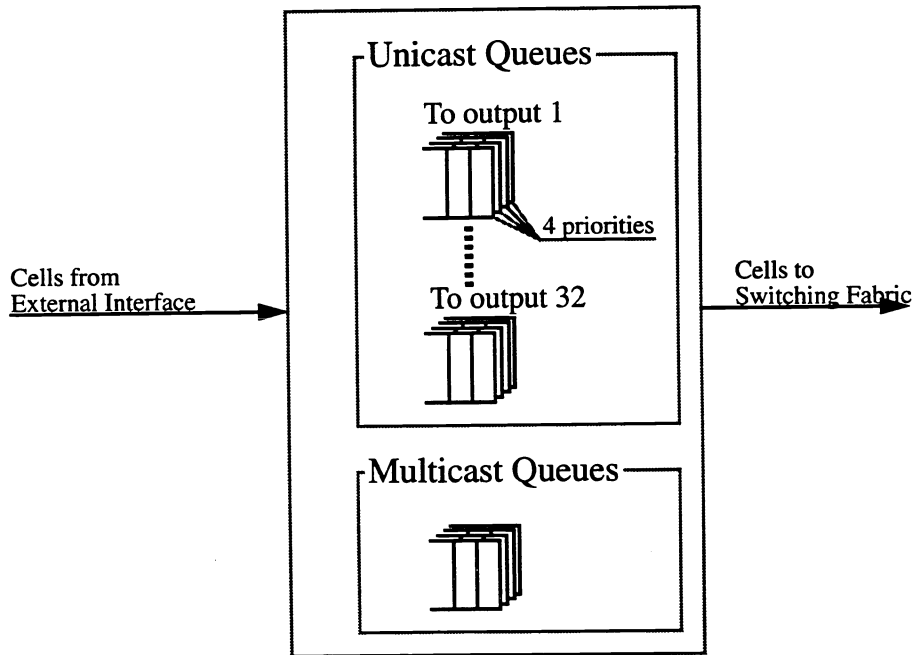 Unicast Queues
To output 1
4 priorities
Cells from
External Interface
To output 32
Cells to
Switching Fabric
Multicast Queues